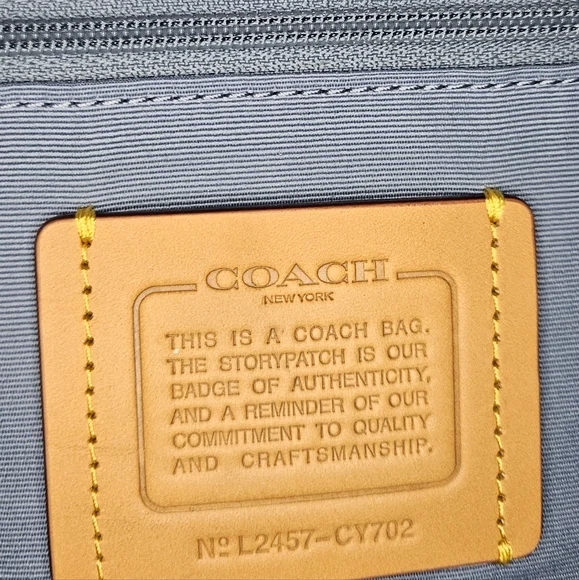 COACH
NEW YORK
THIS IS A COACH BAG.
THE STORYPATCH IS OUR
BADGE OF AUTHENTICITY,
AND A REMINDER OF OUR
COMMITMENT TO QUALITY
AND CRAFTSMANSHIP.
Nº L2457-CY702